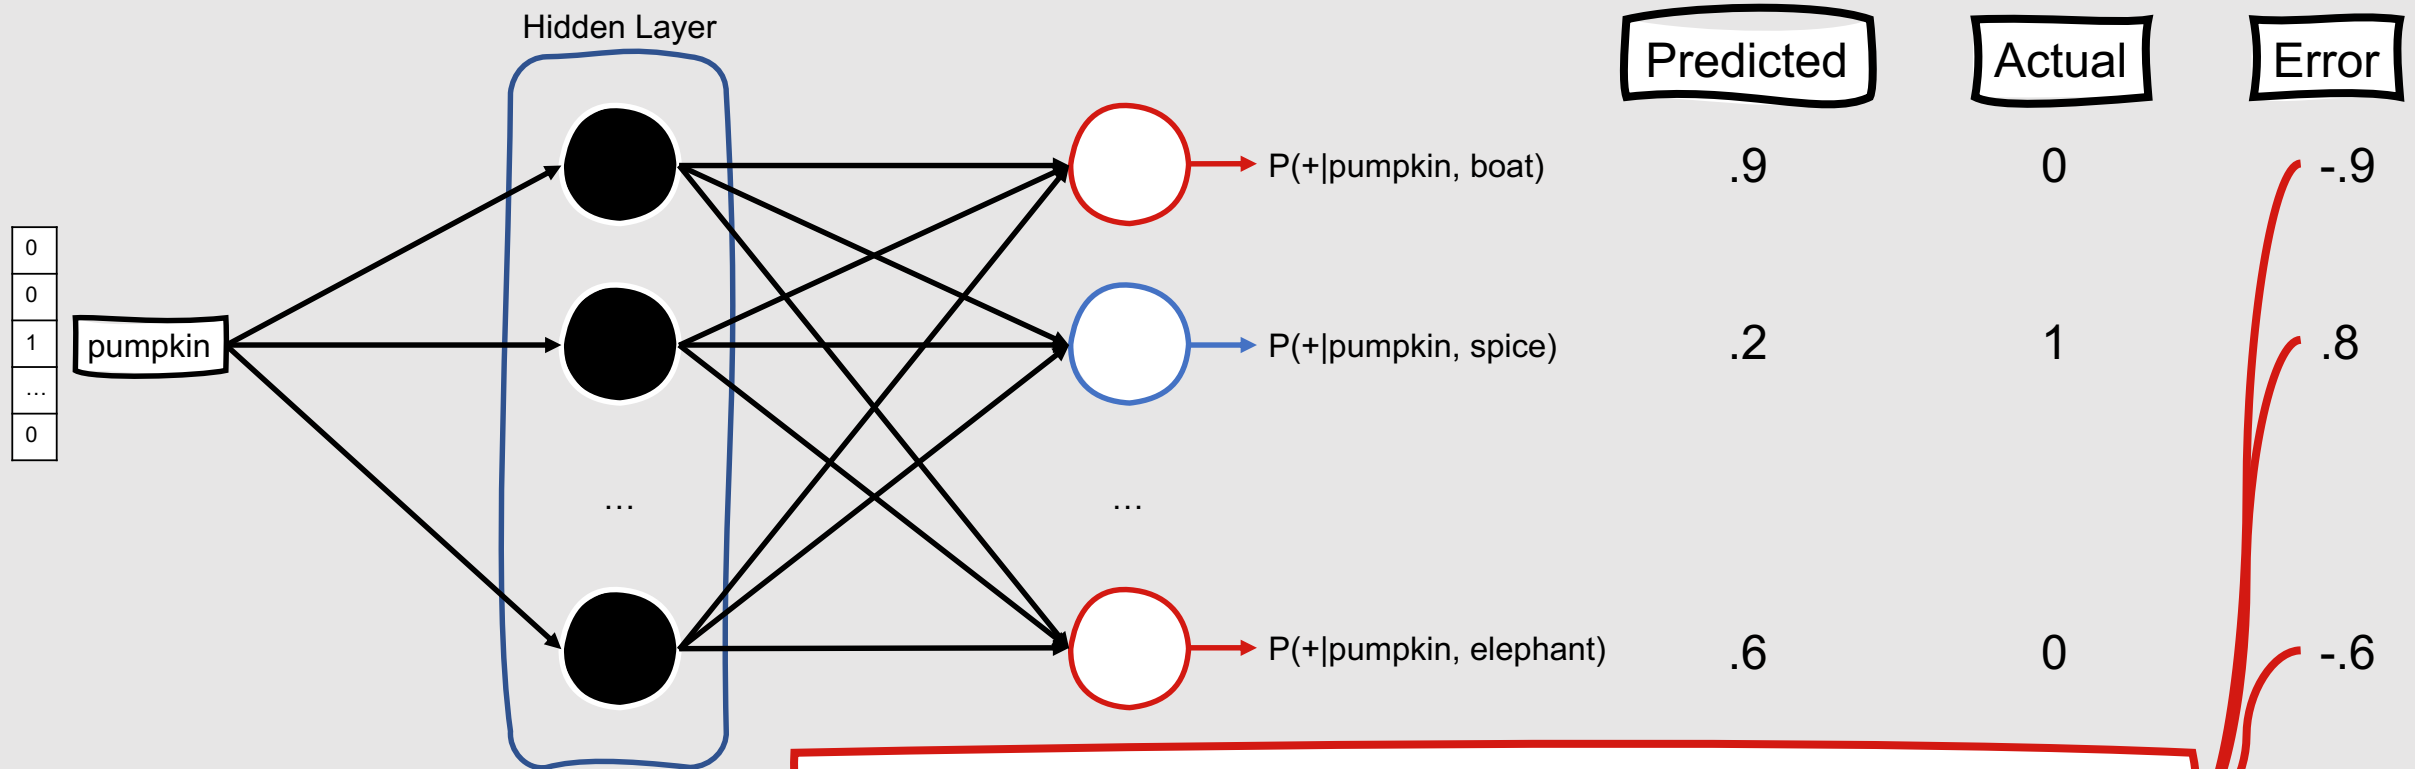 Hidden Layer
Predicted Actual Error
P(+|pumpkin, boat) .9 0 -.9
0
0
1
…
0
pumpkin
P(+|pumpkin, spice) .2 1 .8
… …
P(+|pumpkin, elephant) .6 0 -.6